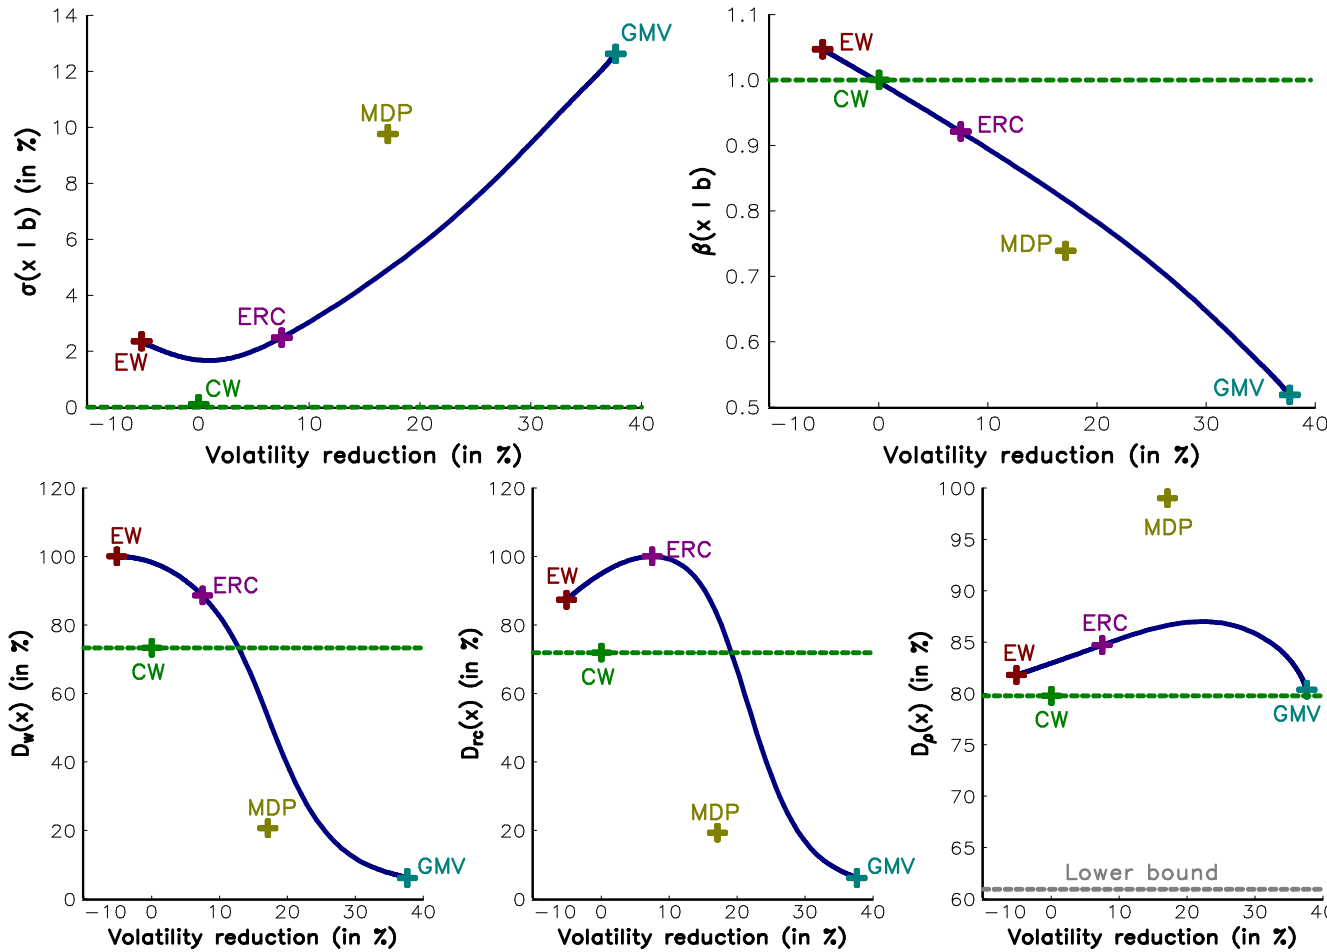 14
12
10
8
6
4
2
0
σ(x | b) (in %)
GMV
MDP
ERC
EW
CW
−10 0 10 20 30 40
Volatility reduction (in %)
1.1
1.0
0.9
0.8
0.7
0.6
0.5
β(x | b)
EW
CW
ERC
MDP
GMV
−10 0 10 20 30 40
Volatility reduction (in %)
120
100
80
60
40
20
0
D_w(x) (in %)
EW
ERC
CW
MDP
GMV
−10 0 10 20 30 40
Volatility reduction (in %)
120
100
80
60
40
20
0
D_rc(x) (in %)
ERC
EW
CW
MDP
GMV
−10 0 10 20 30 40
Volatility reduction (in %)
100
95
90
85
80
75
70
65
60
D_ρ(x) (in %)
MDP
ERC
EW
CW
GMV
Lower bound
−10 0 10 20 30 40
Volatility reduction (in %)